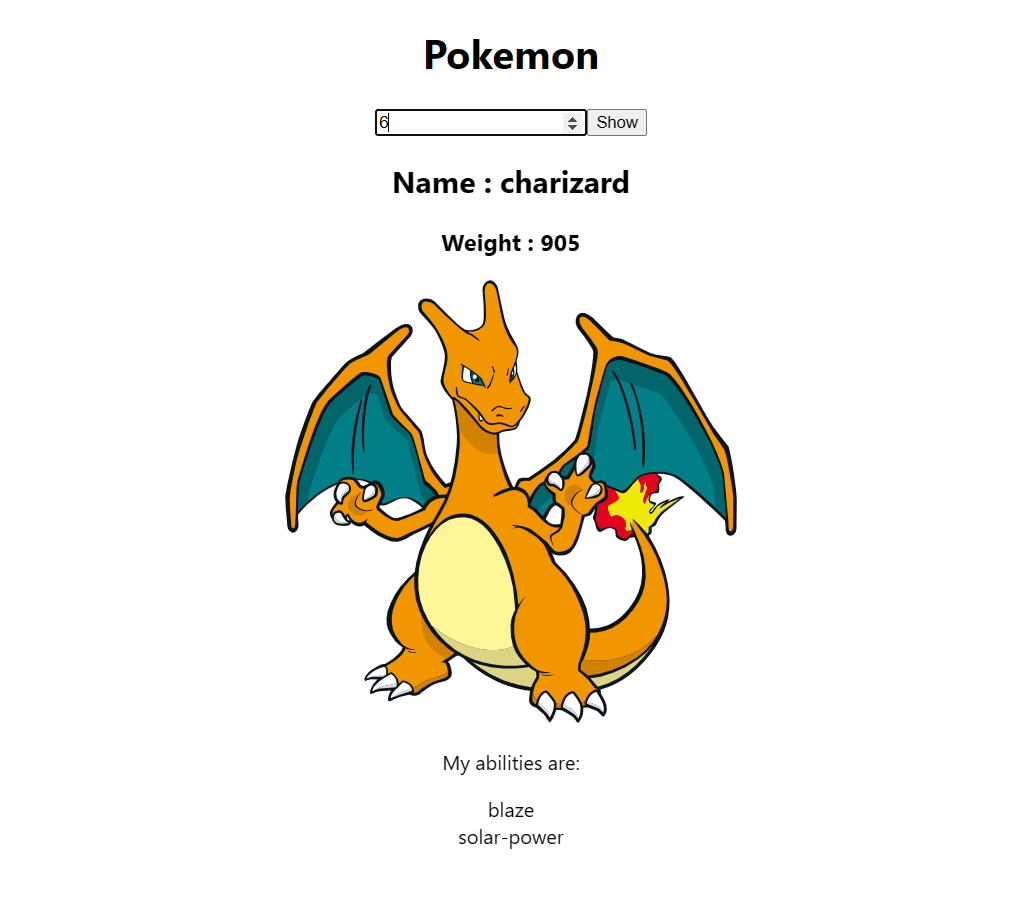 Pokemon
6 Show
Name : charizard
Weight : 905
My abilities are:
blaze
solar-power